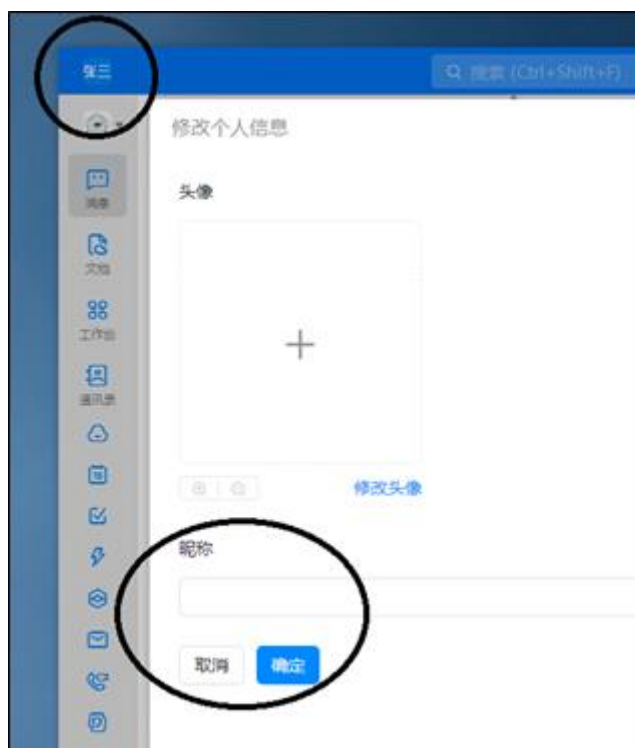 张三
搜索 (Ctrl+Shift+F)
修改个人信息
消息
头像
文档
工作台
通讯录
修改头像
昵称
取消
确定